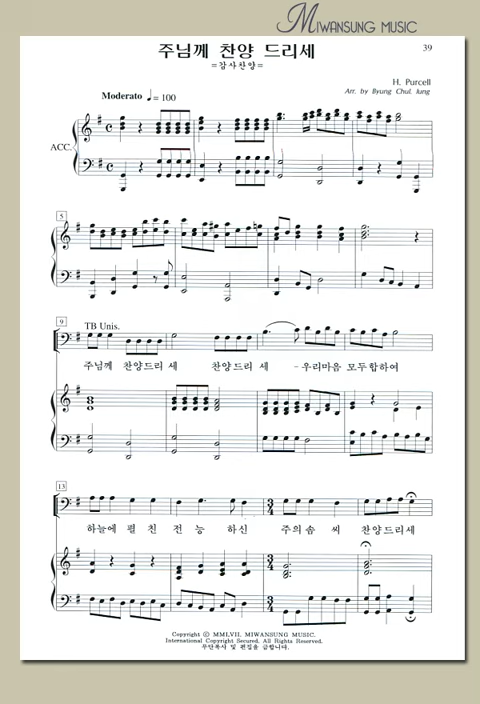 MIWANSUNG MUSIC
주님께 찬양 드리세
39
=감사찬양=
H. Purcell
Arr. by Byung Chul. Jung
Moderato ♩= 100
ACC.
5
9
TB Unis.
주님께 찬양드리 세 찬양드리 세 - 우리마음 모두합하여
13
하늘에 펼 친 전 능 하신 주의솜 씨 찬양드리세
Copyright Ⓒ MMLVII, MIWANSUNG MUSIC.
International Copyright Secured. All Rights Reserved.
무단복사 및 편집을 금합니다.